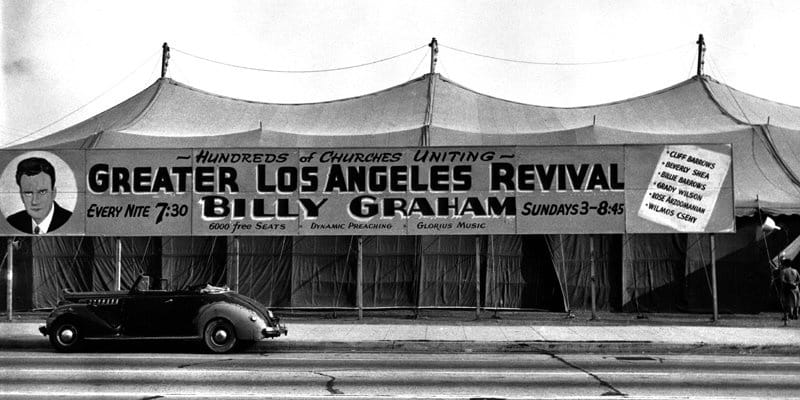 ~ HUNDREDS of CHURCHES UNITING ~
GREATER LOS ANGELES REVIVAL
EVERY NITE 7:30 BILLY GRAHAM SUNDAYS 3-8:45
6000 free SEATS · DYNAMIC PREACHING · GLORIUS MUSIC
• CLIFF BARROWS
• BEVERLY SHEA
• BILLIE BARROWS
• GRADY WILSON
• ROSE ARZOOMANIAN
• WILMOS CSEHY